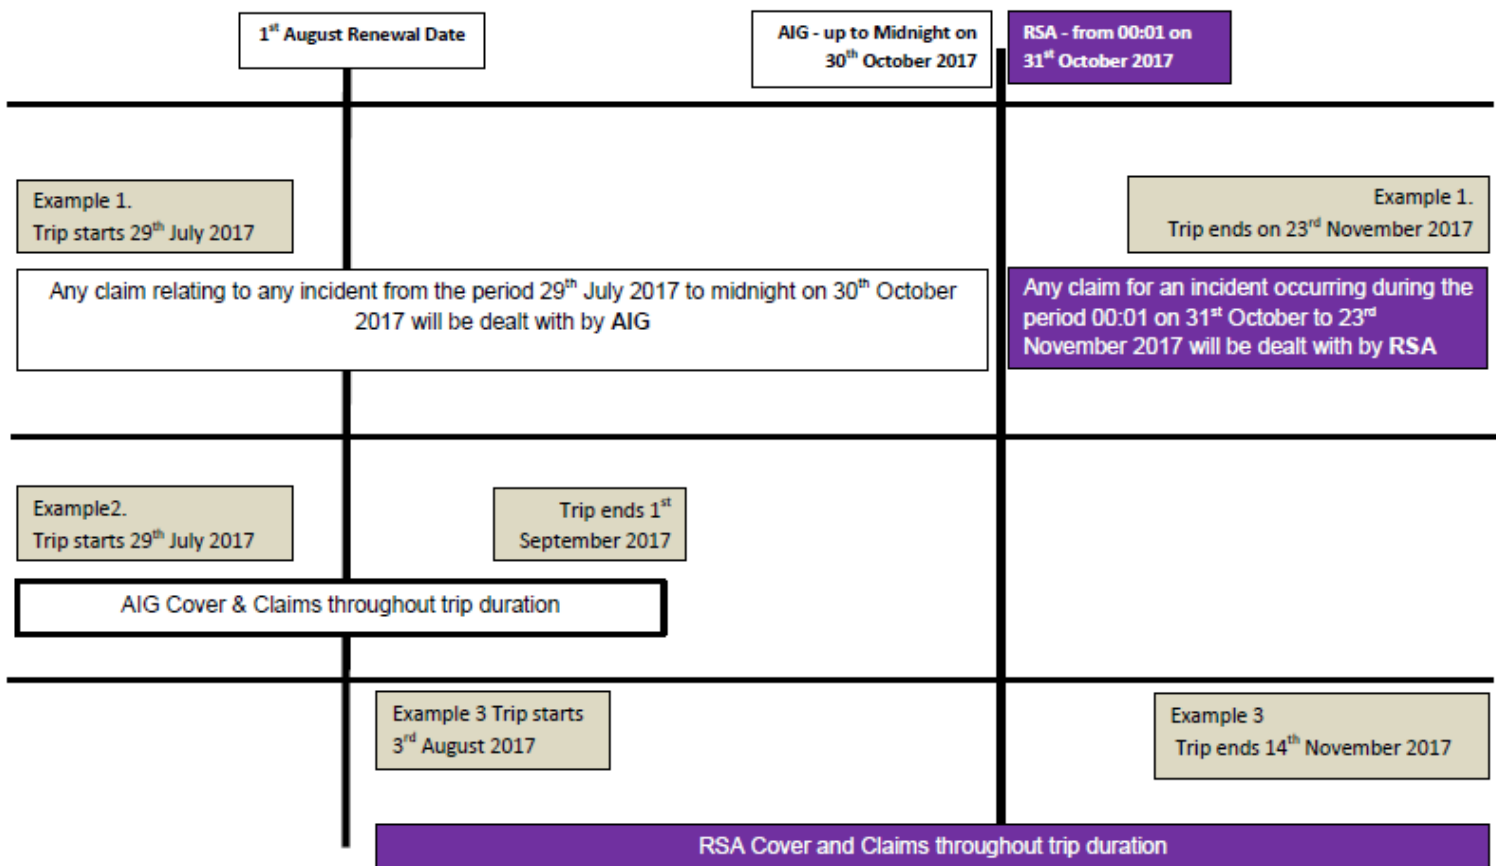 1st August Renewal Date
AIG - up to Midnight on
30th October 2017
RSA - from 00:01 on
31st October 2017
Example 1.
Trip starts 29th July 2017
Example 1.
Trip ends on 23rd November 2017
Any claim relating to any incident from the period 29th July 2017 to midnight on 30th October
2017 will be dealt with by AIG
Any claim for an incident occurring during the
period 00:01 on 31st October to 23rd
November 2017 will be dealt with by RSA
Example2.
Trip starts 29th July 2017
Trip ends 1st
September 2017
AIG Cover & Claims throughout trip duration
Example 3 Trip starts
3rd August 2017
Example 3
Trip ends 14th November 2017
RSA Cover and Claims throughout trip duration